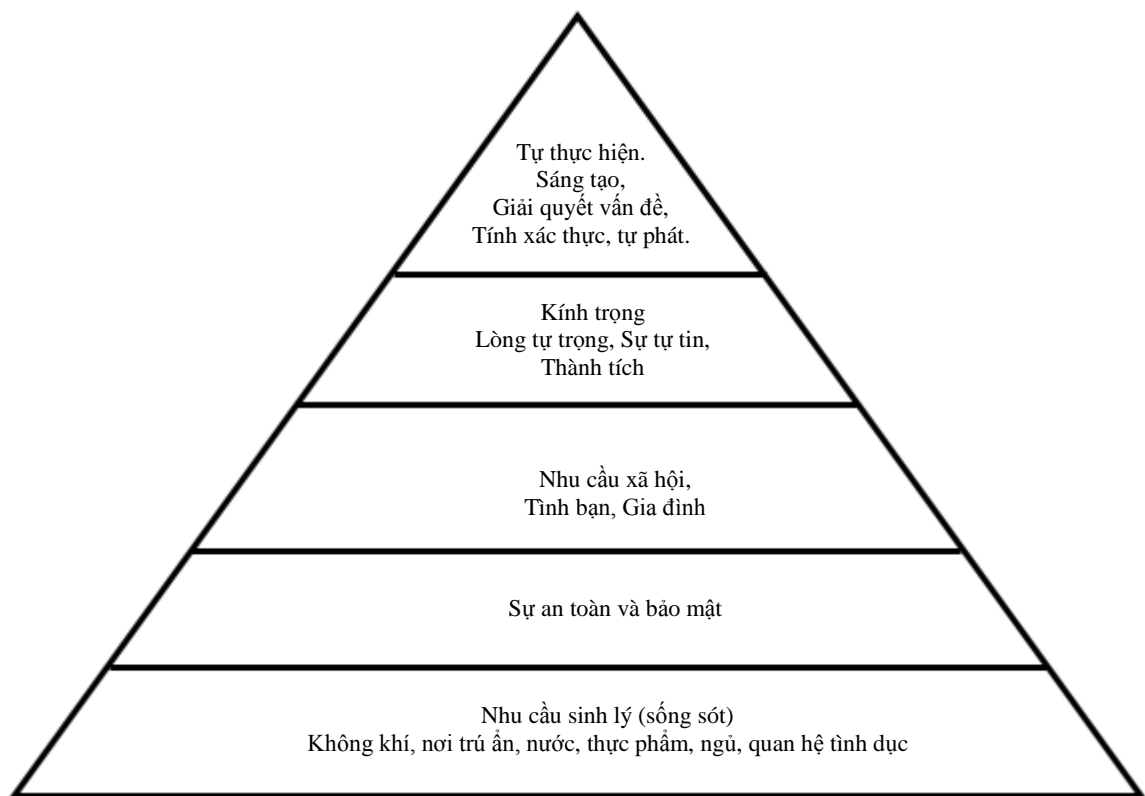 Tự thực hiện.
Sáng tạo,
Giải quyết vấn đề,
Tính xác thực, tự phát.
Kính trọng
Lòng tự trọng, Sự tự tin,
Thành tích
Nhu cầu xã hội,
Tình bạn, Gia đình
Sự an toàn và bảo mật
Nhu cầu sinh lý (sống sót)
Không khí, nơi trú ẩn, nước, thực phẩm, ngủ, quan hệ tình dục